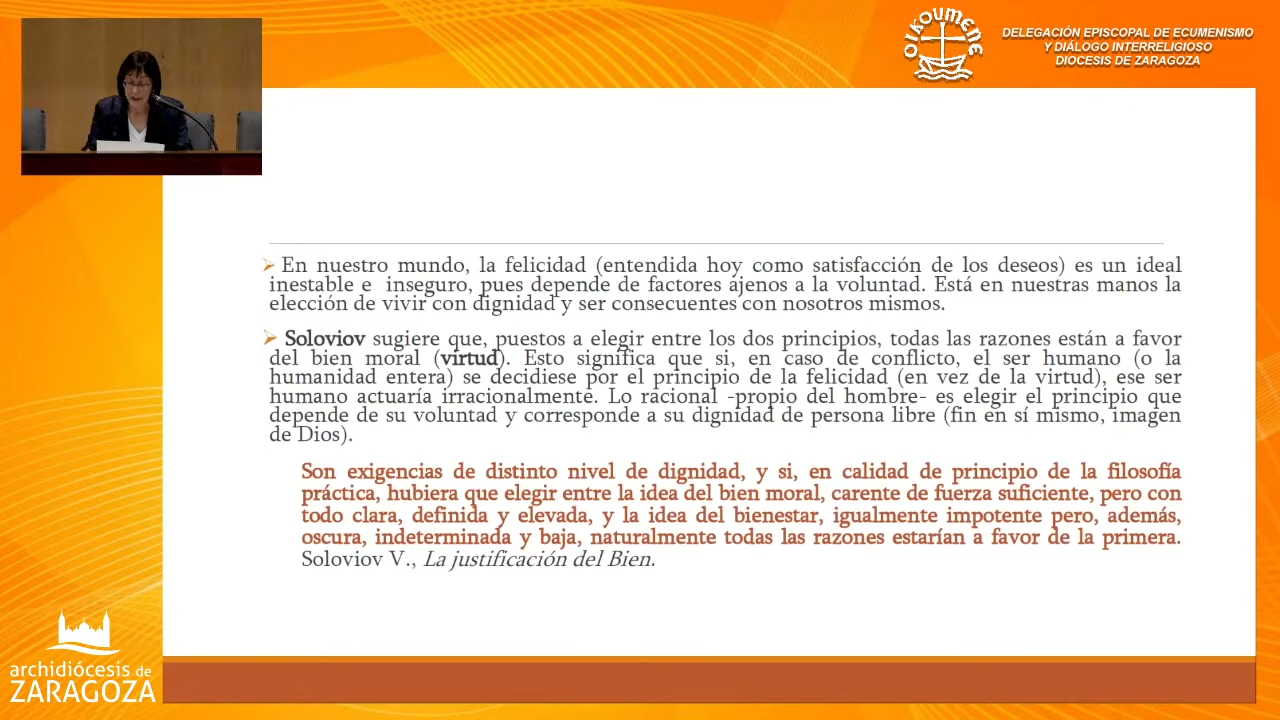 OIKOUMENE
DELEGACIÓN EPISCOPAL DE ECUMENISMO
Y DIÁLOGO INTERRELIGIOSO
DIOCESIS DE ZARAGOZA
En nuestro mundo, la felicidad (entendida hoy como satisfacción de los deseos) es un ideal
inestable e inseguro, pues depende de factores ajenos a la voluntad. Está en nuestras manos la
elección de vivir con dignidad y ser consecuentes con nosotros mismos.
Soloviov sugiere que, puestos a elegir entre los dos principios, todas las razones están a favor
del bien moral (virtud). Esto significa que si, en caso de conflicto, el ser humano (o la
humanidad entera) se decidiese por el principio de la felicidad (en vez de la virtud), ese ser
humano actuaría irracionalmente. Lo racional -propio del hombre- es elegir el principio que
depende de su voluntad y corresponde a su dignidad de persona libre (fin en sí mismo, imagen
de Dios).
Son exigencias de distinto nivel de dignidad, y si, en calidad de principio de la filosofía
práctica, hubiera que elegir entre la idea del bien moral, carente de fuerza suficiente, pero con
todo clara, definida y elevada, y la idea del bienestar, igualmente impotente pero, además,
oscura, indeterminada y baja, naturalmente todas las razones estarían a favor de la primera.
Soloviov V., La justificación del Bien.
archidiócesis de
ZARAGOZA